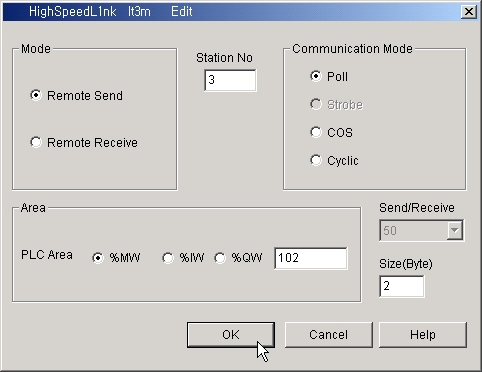 HighSpeedL1nk It3m Edit
Mode
Remote Send
Remote Receive
Station No
3
Communication Mode
Poll
Strobe
COS
Cyclic
Area
PLC Area
%MW
%IW
%QW
102
Send/Receive
50
Size(Byte)
2
OK
Cancel
Help